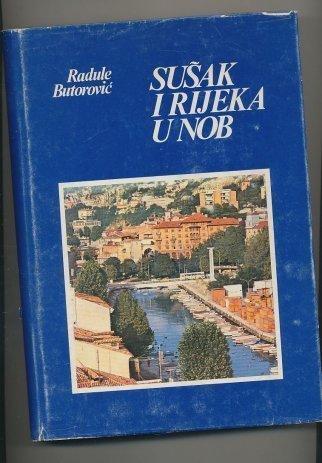 Radule
Butorović
SUŠAK
I RIJEKA
U NOB